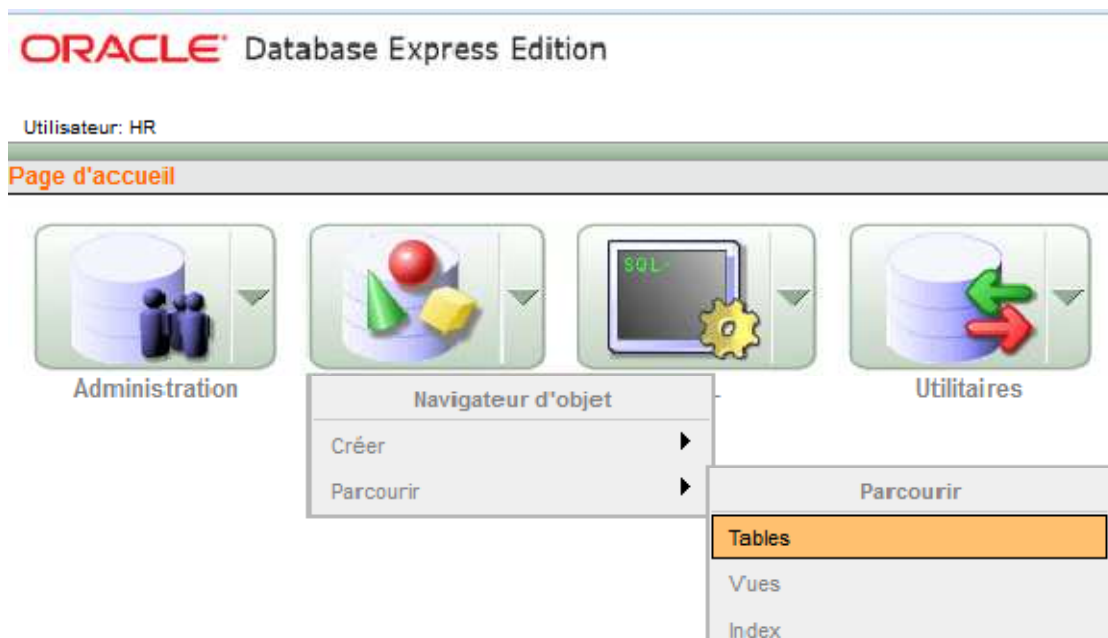 ORACLE Database Express Edition
Utilisateur: HR
Page d'accueil
SQL
Administration
Utilitaires
Navigateur d'objet
Créer
Parcourir
Parcourir
Tables
Vues
Index